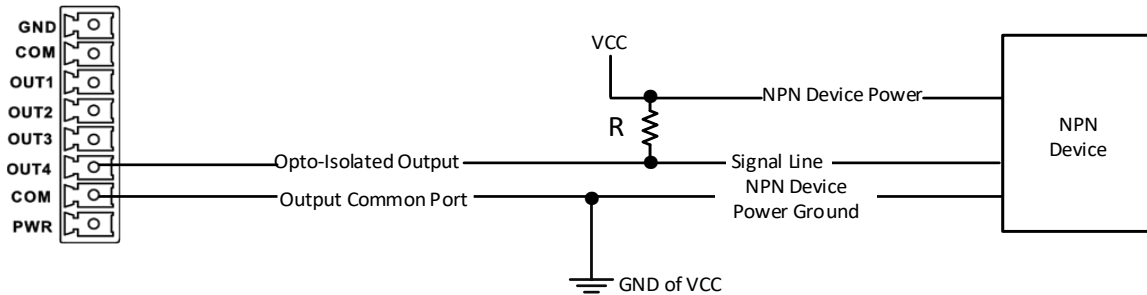 GND
COM
OUT1
OUT2
OUT3
OUT4
COM
PWR
VCC
R
NPN Device Power
Opto-Isolated Output
Signal Line
Output Common Port
NPN Device
Power Ground
GND of VCC
NPN
Device